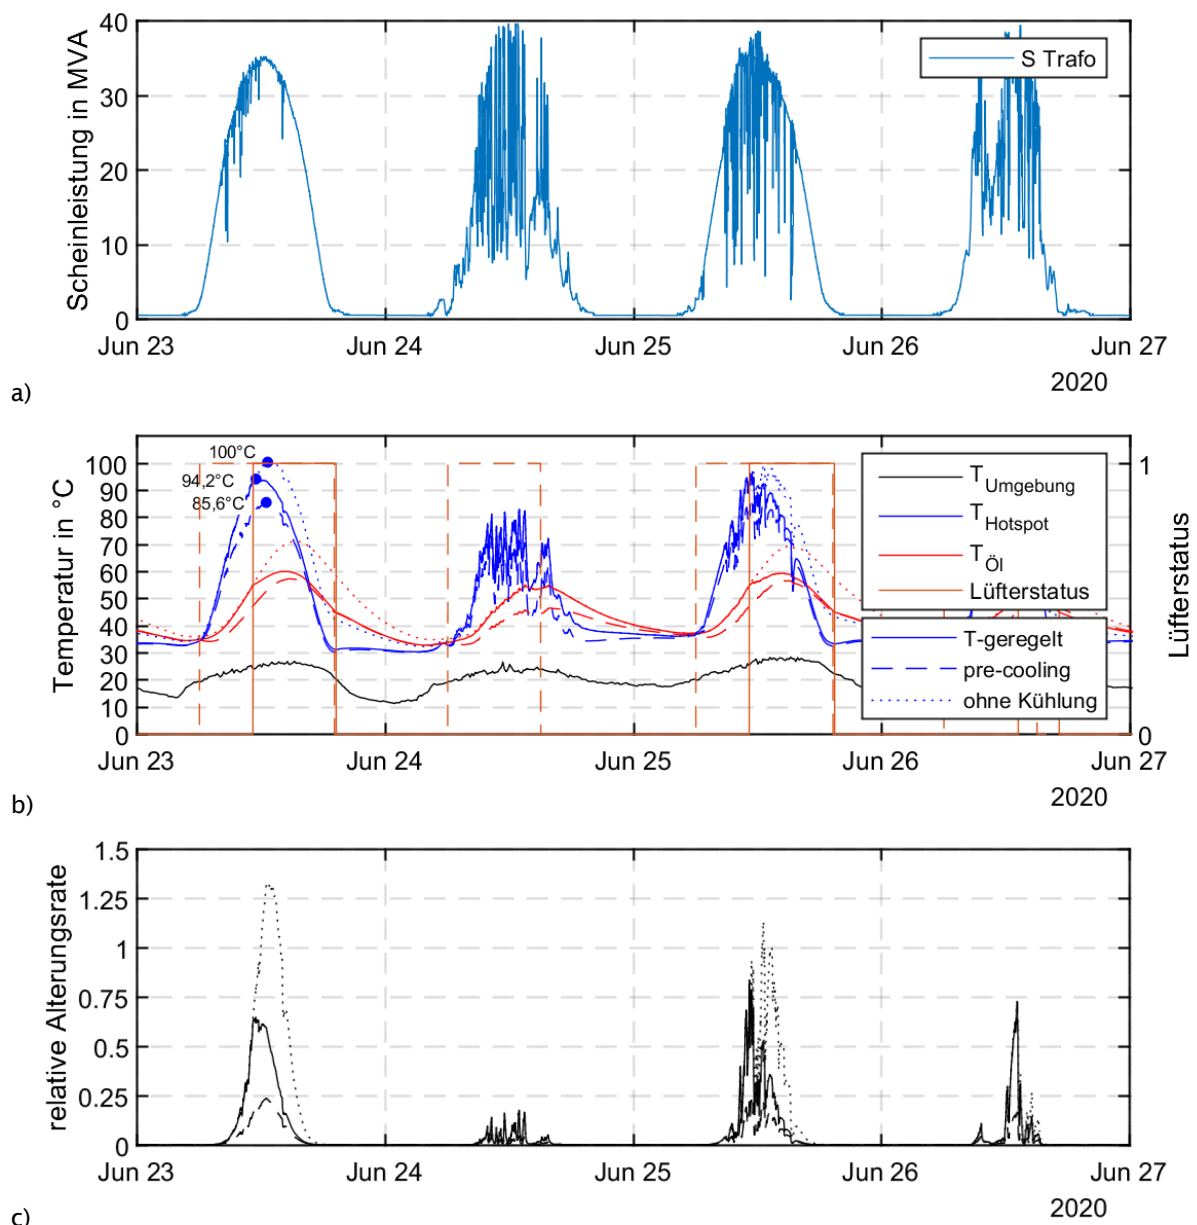 40
30
20
10
0
Scheinleistung in MVA
S Trafo
Jun 23
Jun 24
Jun 25
Jun 26
Jun 27
2020
a)
100
90
80
70
60
50
40
30
20
10
0
Temperatur in °C
100°C
94,2°C
85,6°C
T Umgebung
T Hotspot
T Öl
Lüfterstatus
T-geregelt
pre-cooling
ohne Kühlung
1
0
Lüfterstatus
Jun 23
Jun 24
Jun 25
Jun 26
Jun 27
2020
b)
1.5
1.25
1
0.75
0.5
0.25
0
relative Alterungsrate
Jun 23
Jun 24
Jun 25
Jun 26
Jun 27
2020
c)